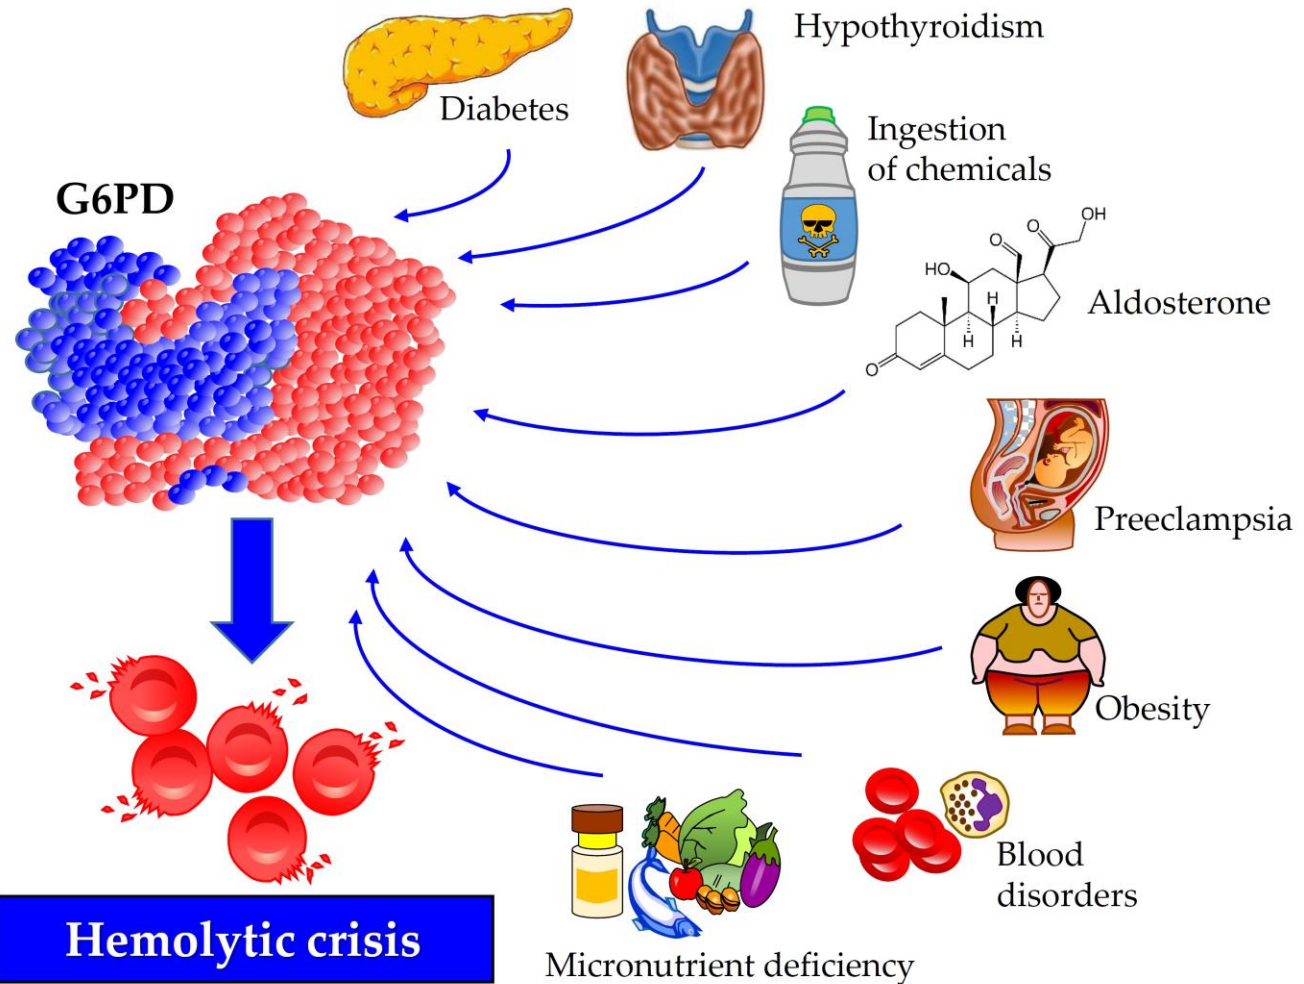 Hypothyroidism
Diabetes
Ingestion
of chemicals
G6PD
OH
O
O
HO
H
H
H
O
Aldosterone
Preeclampsia
Obesity
Blood
disorders
Hemolytic crisis
Micronutrient deficiency